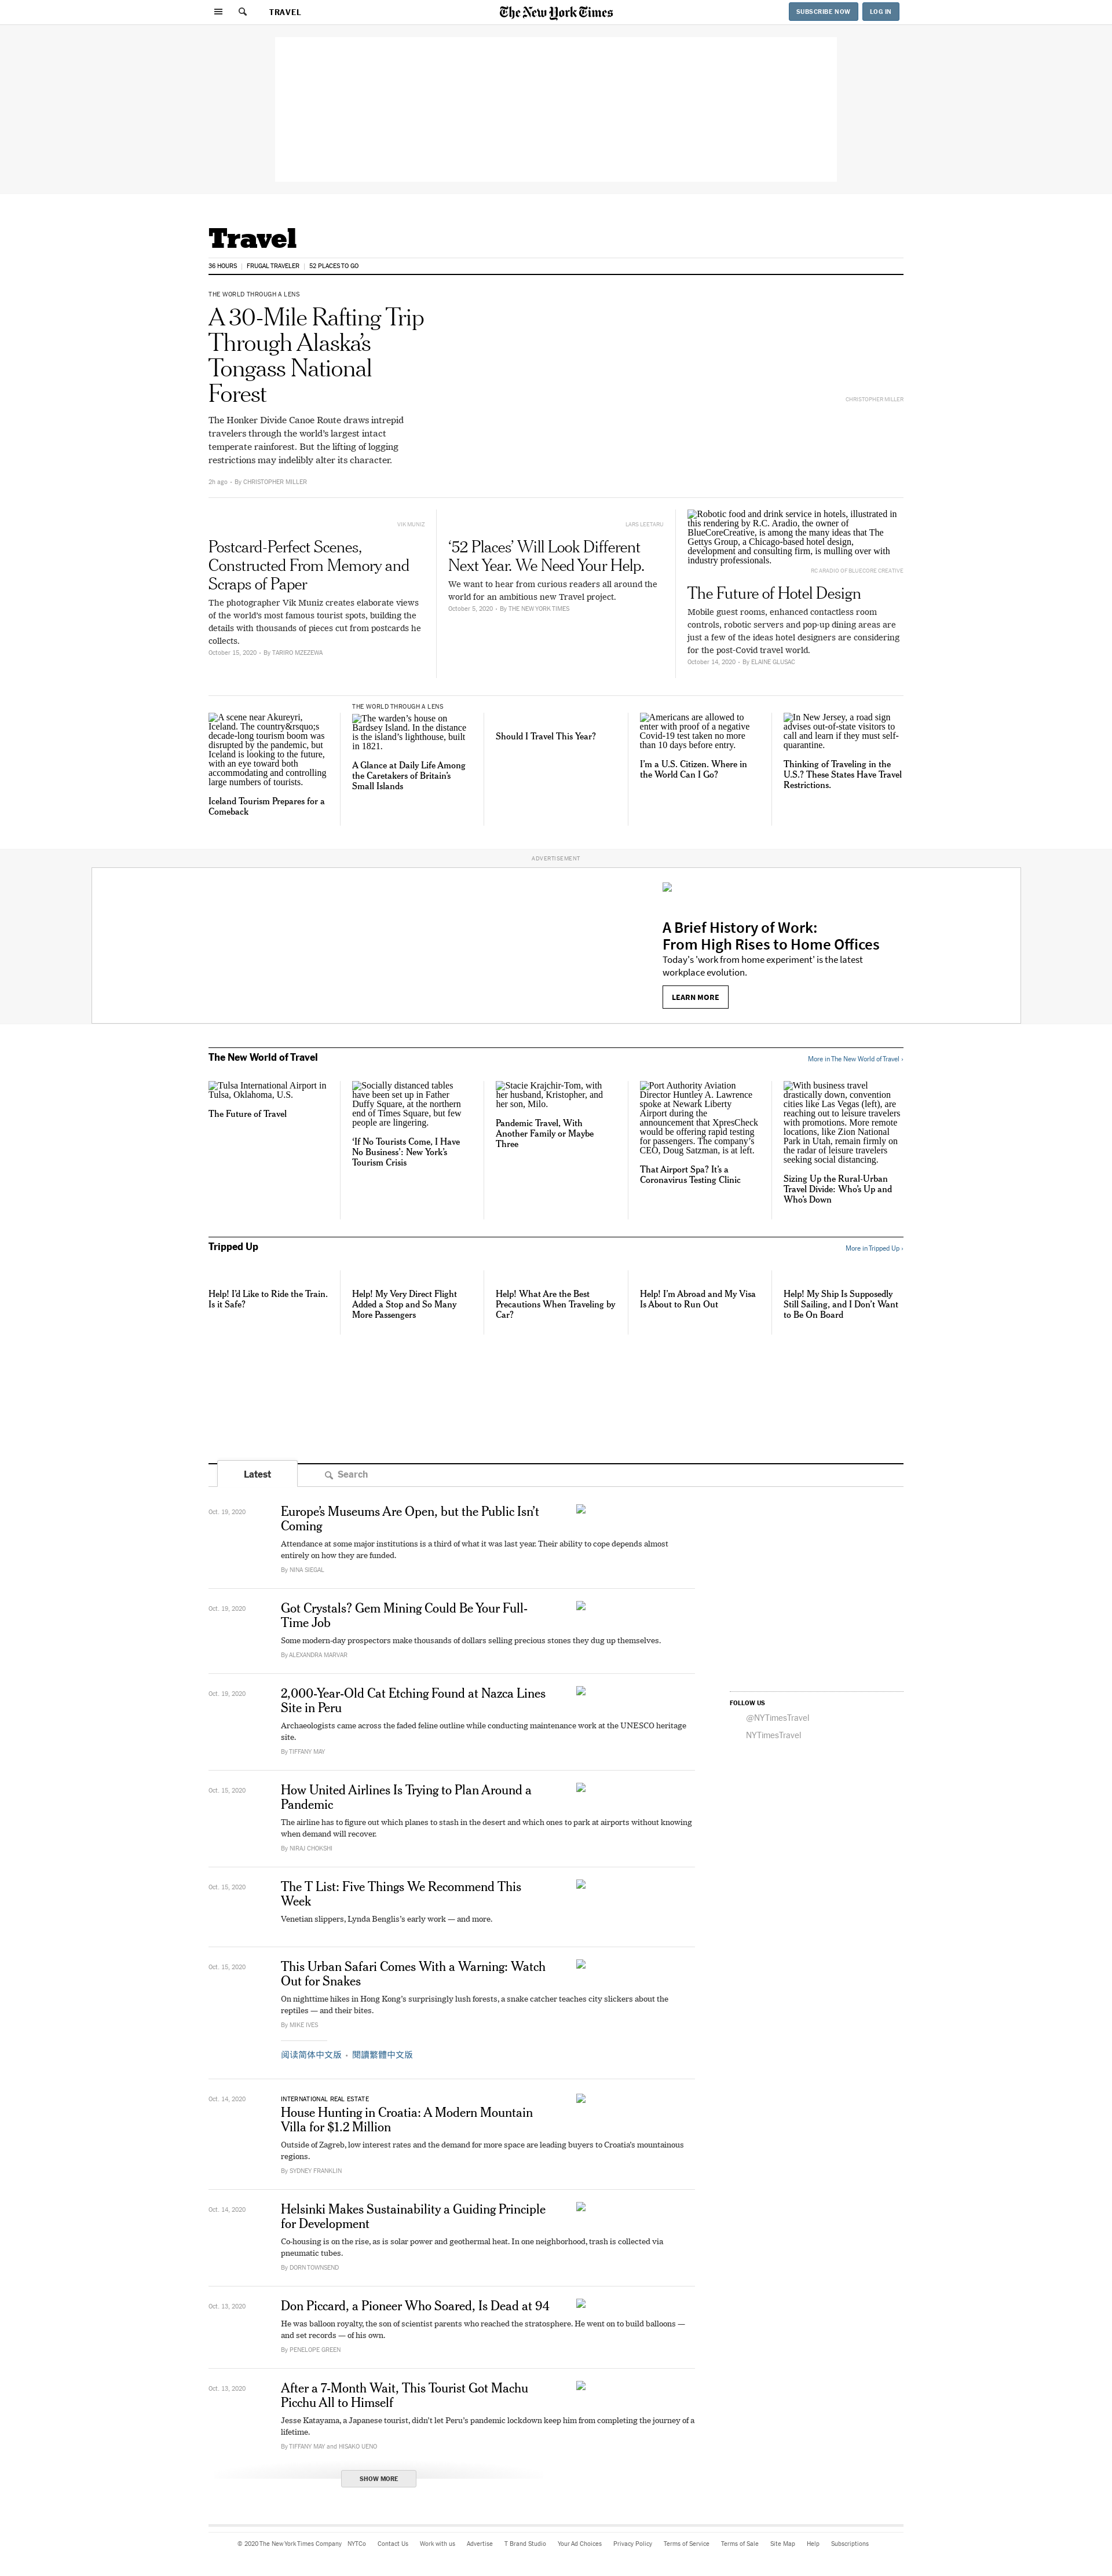 TRAVEL
The New York Times
SUBSCRIBE NOW
LOG IN
Travel
36 HOURS
FRUGAL TRAVELER
52 PLACES TO GO
THE WORLD THROUGH A LENS
A 30-Mile Rafting Trip
Through Alaska’s
Tongass National
Forest
CHRISTOPHER MILLER
The Honker Divide Canoe Route draws intrepid
travelers through the world’s largest intact
temperate rainforest. But the lifting of logging
restrictions may indelibly alter its character.
2h ago • By CHRISTOPHER MILLER
VIK MUNIZ
Postcard-Perfect Scenes,
Constructed From Memory and
Scraps of Paper
The photographer Vik Muniz creates elaborate views
of the world’s most famous tourist spots, building the
details with thousands of pieces cut from postcards he
collects.
October 15, 2020 • By TARIRO MZEZEWA
LARS LEETARU
‘52 Places’ Will Look Different
Next Year. We Need Your Help.
We want to hear from curious readers all around the
world for an ambitious new Travel project.
October 5, 2020 • By THE NEW YORK TIMES
Robotic food and drink service in hotels, illustrated in
this rendering by R.C. Aradio, the owner of
BlueCoreCreative, is among the many ideas that The
Gettys Group, a Chicago-based hotel design,
development and consulting firm, is mulling over with
industry professionals.
RC ARADIO OF BLUECORE CREATIVE
The Future of Hotel Design
Mobile guest rooms, enhanced contactless room
controls, robotic servers and pop-up dining areas are
just a few of the ideas hotel designers are considering
for the post-Covid travel world.
October 14, 2020 • By ELAINE GLUSAC
A scene near Akureyri,
Iceland. The country&rsquo;s
decade-long tourism boom was
disrupted by the pandemic, but
Iceland is looking to the future,
with an eye toward both
accommodating and controlling
large numbers of tourists.
Iceland Tourism Prepares for a
Comeback
THE WORLD THROUGH A LENS
The warden’s house on
Bardsey Island. In the distance
is the island’s lighthouse, built
in 1821.
A Glance at Daily Life Among
the Caretakers of Britain’s
Small Islands
Should I Travel This Year?
Americans are allowed to
enter with proof of a negative
Covid-19 test taken no more
than 10 days before entry.
I’m a U.S. Citizen. Where in
the World Can I Go?
In New Jersey, a road sign
advises out-of-state visitors to
call and learn if they must self-
quarantine.
Thinking of Traveling in the
U.S.? These States Have Travel
Restrictions.
ADVERTISEMENT
A Brief History of Work:
From High Rises to Home Offices
Today's 'work from home experiment' is the latest
workplace evolution.
LEARN MORE
The New World of Travel
More in The New World of Travel ›
Tulsa International Airport in
Tulsa, Oklahoma, U.S.
The Future of Travel
Socially distanced tables
have been set up in Father
Duffy Square, at the northern
end of Times Square, but few
people are lingering.
‘If No Tourists Come, I Have
No Business’: New York’s
Tourism Crisis
Stacie Krajchir-Tom, with
her husband, Kristopher, and
her son, Milo.
Pandemic Travel, With
Another Family or Maybe
Three
Port Authority Aviation
Director Huntley A. Lawrence
spoke at Newark Liberty
Airport during the
announcement that XpresCheck
would be offering rapid testing
for passengers. The company’s
CEO, Doug Satzman, is at left.
That Airport Spa? It’s a
Coronavirus Testing Clinic
With business travel
drastically down, convention
cities like Las Vegas (left), are
reaching out to leisure travelers
with promotions. More remote
locations, like Zion National
Park in Utah, remain firmly on
the radar of leisure travelers
seeking social distancing.
Sizing Up the Rural-Urban
Travel Divide: Who’s Up and
Who’s Down
Tripped Up
More in Tripped Up ›
Help! I’d Like to Ride the Train.
Is it Safe?
Help! My Very Direct Flight
Added a Stop and So Many
More Passengers
Help! What Are the Best
Precautions When Traveling by
Car?
Help! I’m Abroad and My Visa
Is About to Run Out
Help! My Ship Is Supposedly
Still Sailing, and I Don’t Want
to Be On Board
Latest
Search
Oct. 19, 2020
Europe’s Museums Are Open, but the Public Isn’t
Coming
Attendance at some major institutions is a third of what it was last year. Their ability to cope depends almost
entirely on how they are funded.
By NINA SIEGAL
Oct. 19, 2020
Got Crystals? Gem Mining Could Be Your Full-
Time Job
Some modern-day prospectors make thousands of dollars selling precious stones they dug up themselves.
By ALEXANDRA MARVAR
Oct. 19, 2020
2,000-Year-Old Cat Etching Found at Nazca Lines
Site in Peru
Archaeologists came across the faded feline outline while conducting maintenance work at the UNESCO heritage
site.
By TIFFANY MAY
FOLLOW US
@NYTimesTravel
NYTimesTravel
Oct. 15, 2020
How United Airlines Is Trying to Plan Around a
Pandemic
The airline has to figure out which planes to stash in the desert and which ones to park at airports without knowing
when demand will recover.
By NIRAJ CHOKSHI
Oct. 15, 2020
The T List: Five Things We Recommend This
Week
Venetian slippers, Lynda Benglis’s early work — and more.
Oct. 15, 2020
This Urban Safari Comes With a Warning: Watch
Out for Snakes
On nighttime hikes in Hong Kong’s surprisingly lush forests, a snake catcher teaches city slickers about the
reptiles — and their bites.
By MIKE IVES
阅读简体中文版 • 閱讀繁體中文版
Oct. 14, 2020
INTERNATIONAL REAL ESTATE
House Hunting in Croatia: A Modern Mountain
Villa for $1.2 Million
Outside of Zagreb, low interest rates and the demand for more space are leading buyers to Croatia’s mountainous
regions.
By SYDNEY FRANKLIN
Oct. 14, 2020
Helsinki Makes Sustainability a Guiding Principle
for Development
Co-housing is on the rise, as is solar power and geothermal heat. In one neighborhood, trash is collected via
pneumatic tubes.
By DORN TOWNSEND
Oct. 13, 2020
Don Piccard, a Pioneer Who Soared, Is Dead at 94
He was balloon royalty, the son of scientist parents who reached the stratosphere. He went on to build balloons —
and set records — of his own.
By PENELOPE GREEN
Oct. 13, 2020
After a 7-Month Wait, This Tourist Got Machu
Picchu All to Himself
Jesse Katayama, a Japanese tourist, didn’t let Peru’s pandemic lockdown keep him from completing the journey of a
lifetime.
By TIFFANY MAY and HISAKO UENO
SHOW MORE
© 2020 The New York Times Company
NYTCo
Contact Us
Work with us
Advertise
T Brand Studio
Your Ad Choices
Privacy Policy
Terms of Service
Terms of Sale
Site Map
Help
Subscriptions